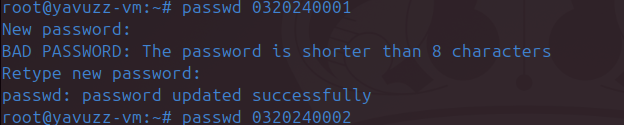 root@yavuzz-vm:~# passwd 0320240001
New password:
BAD PASSWORD: The password is shorter than 8 characters
Retype new password:
passwd: password updated successfully
root@yavuzz-vm:~# passwd 0320240002